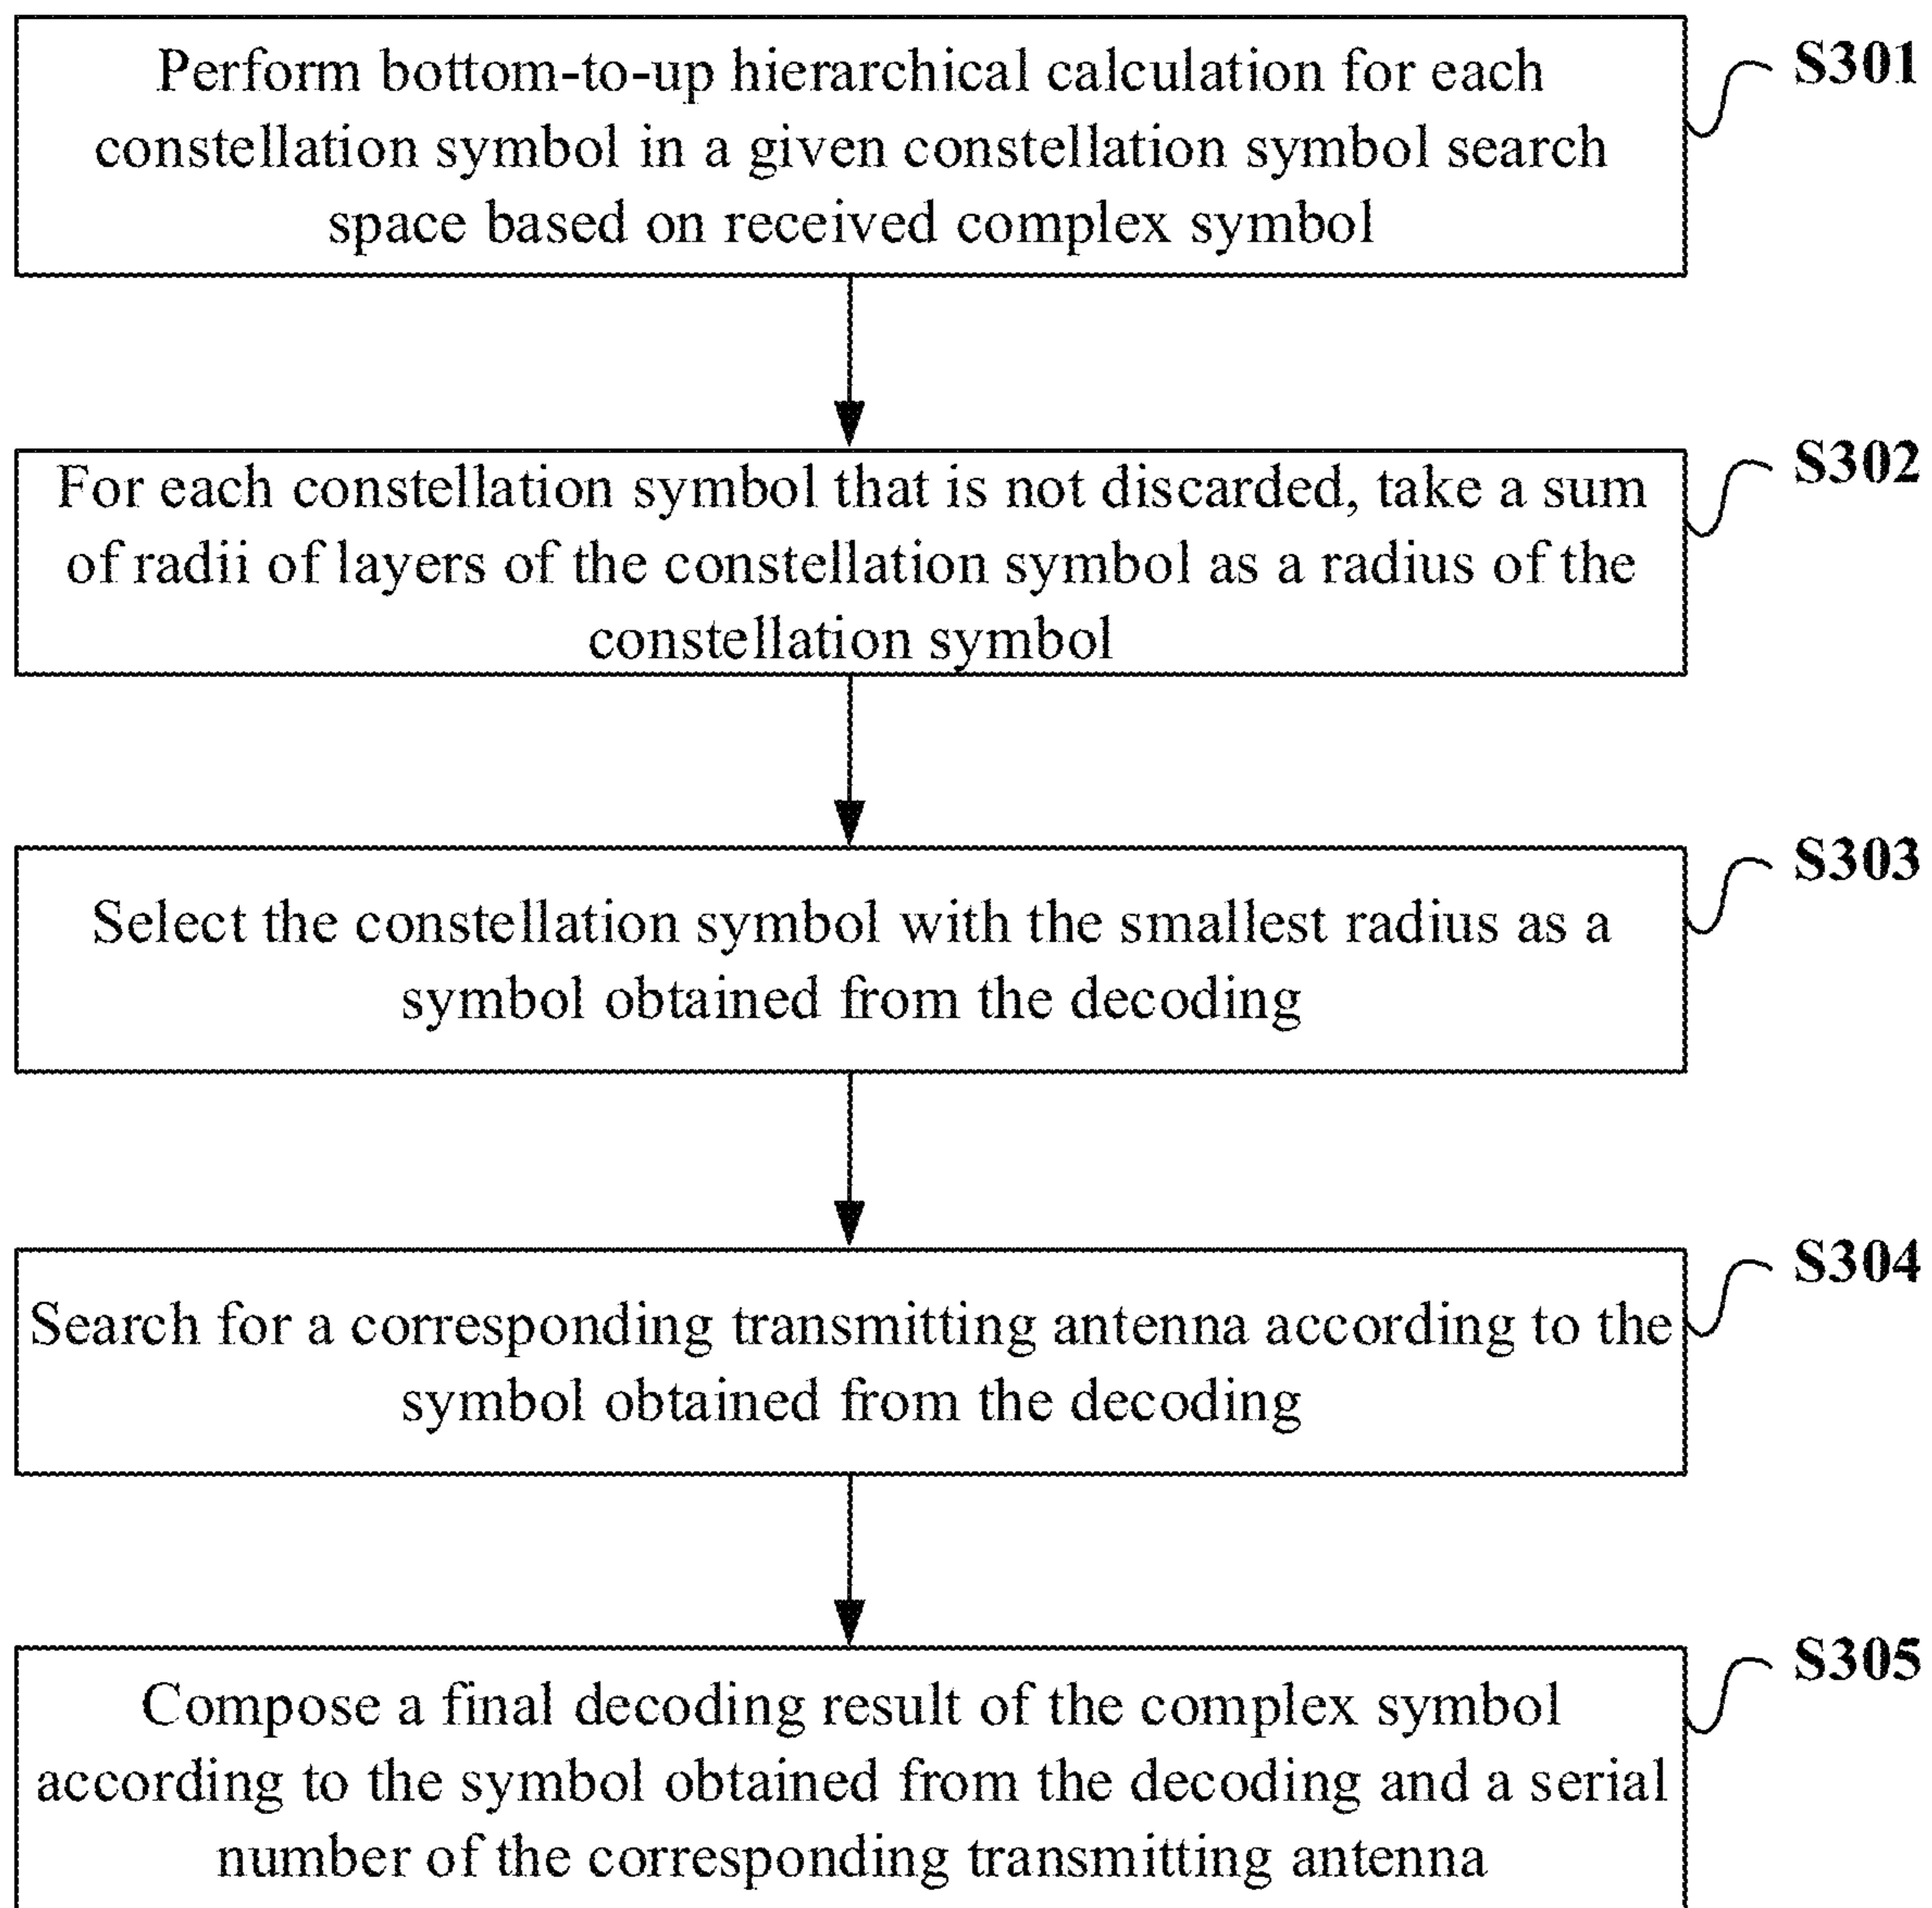 Perform bottom-to-up hierarchical calculation for each
constellation symbol in a given constellation symbol search
space based on received complex symbol
S301
For each constellation symbol that is not discarded, take a sum
of radii of layers of the constellation symbol as a radius of the
constellation symbol
S302
Select the constellation symbol with the smallest radius as a
symbol obtained from the decoding
S303
Search for a corresponding transmitting antenna according to the
symbol obtained from the decoding
S304
Compose a final decoding result of the complex symbol
according to the symbol obtained from the decoding and a serial
number of the corresponding transmitting antenna
S305